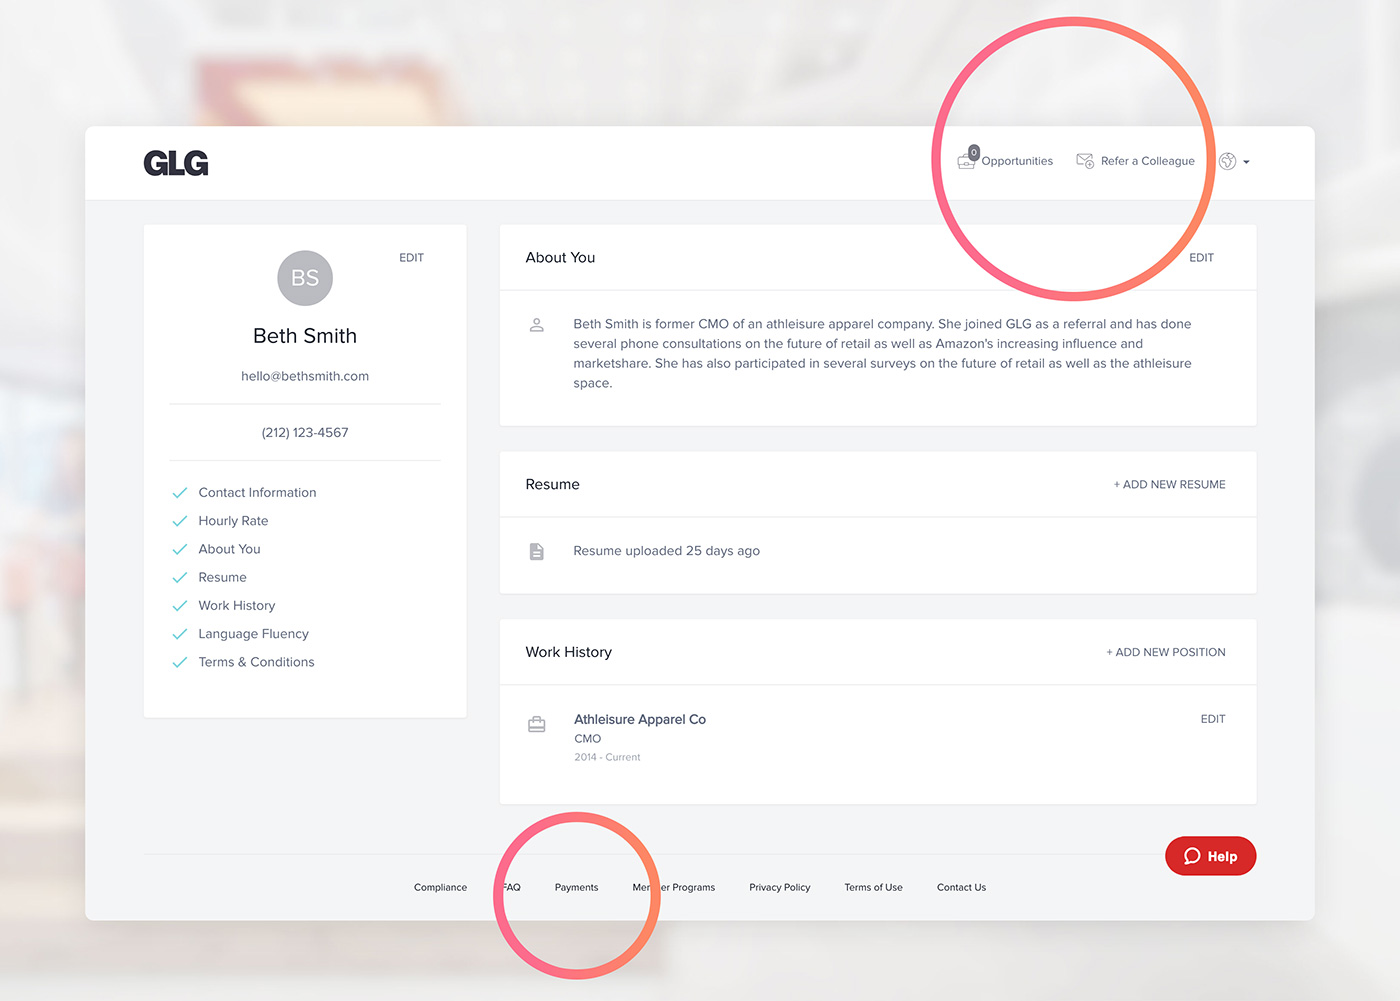 GLG
0
Opportunities
Refer a Colleague
BS
EDIT
Beth Smith
hello@bethsmith.com
(212) 123-4567
Contact Information
Hourly Rate
About You
Resume
Work History
Language Fluency
Terms & Conditions
About You
EDIT
Beth Smith is former CMO of an athleisure apparel company. She joined GLG as a referral and has done
several phone consultations on the future of retail as well as Amazon's increasing influence and
marketshare. She has also participated in several surveys on the future of retail as well as the athleisure
space.
Resume
+ ADD NEW RESUME
Resume uploaded 25 days ago
Work History
+ ADD NEW POSITION
Athleisure Apparel Co
EDIT
CMO
2014 - Current
Help
Compliance
FAQ
Payments
Member Programs
Privacy Policy
Terms of Use
Contact Us